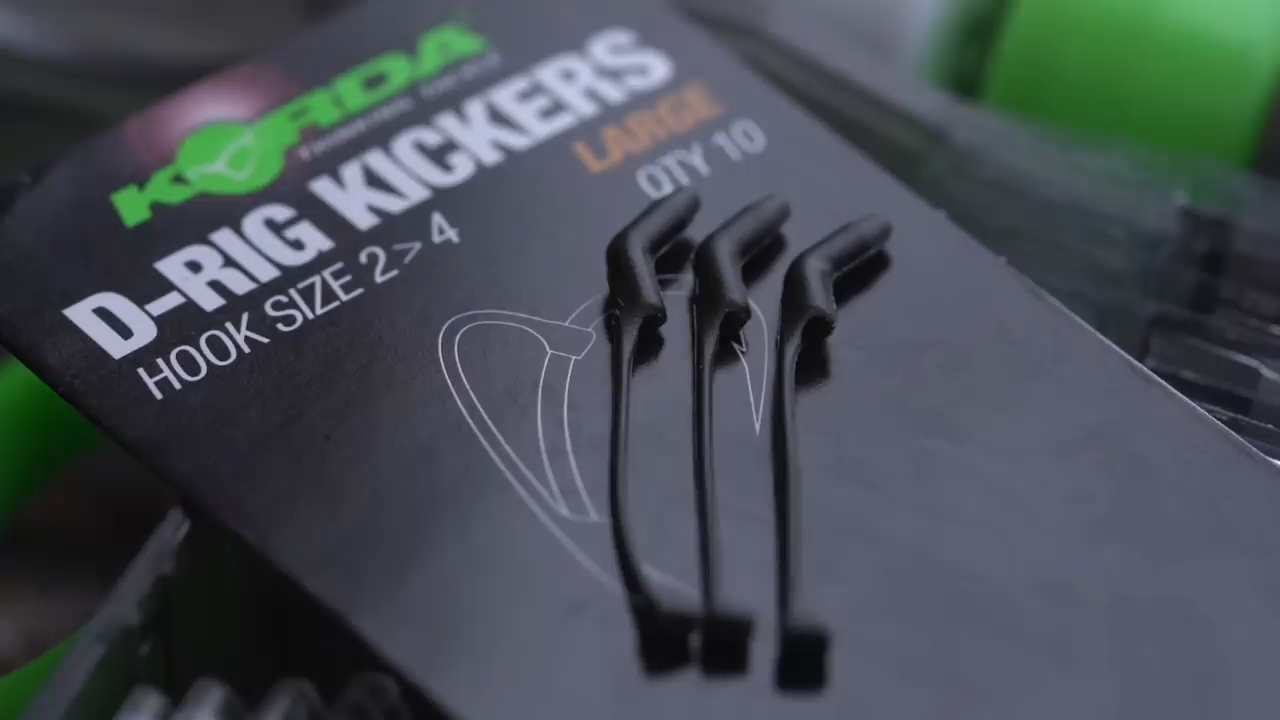 KORDA
D-RIG KICKERS
LARGE
HOOK SIZE 2>4
QTY 10